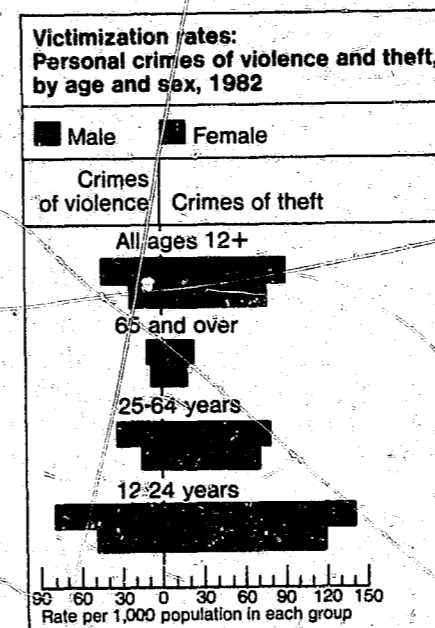 Victimization rates:
Personal crimes of violence and theft,
by age and sex, 1982
Male Female
Crimes
of violence Crimes of theft
All ages 12+
65 and over
25-64 years
12-24 years
90 60 30 0 30 60 90 120 150
Rate per 1,000 population in each group